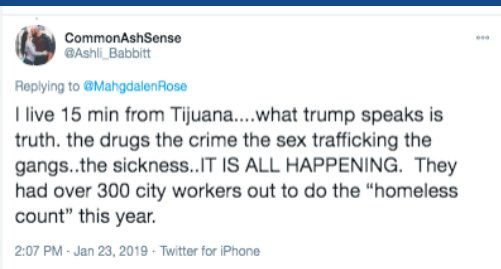 CommonAshSense
@Ashli_Babbitt
Replying to @MahgdalenRose
I live 15 min from Tijuana....what trump speaks is
truth. the drugs the crime the sex trafficking the
gangs..the sickness..IT IS ALL HAPPENING.  They
had over 300 city workers out to do the “homeless
count” this year.
2:07 PM · Jan 23, 2019 · Twitter for iPhone